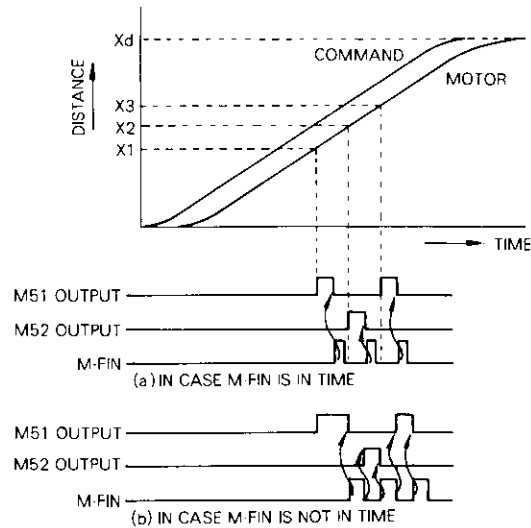 Xd
COMMAND
MOTOR
X3
X2
X1
DISTANCE
TIME
M51 OUTPUT
M52 OUTPUT
M-FIN
(a) IN CASE M-FIN IS IN TIME
M51 OUTPUT
M52 OUTPUT
M-FIN
(b) IN CASE M-FIN IS NOT IN TIME